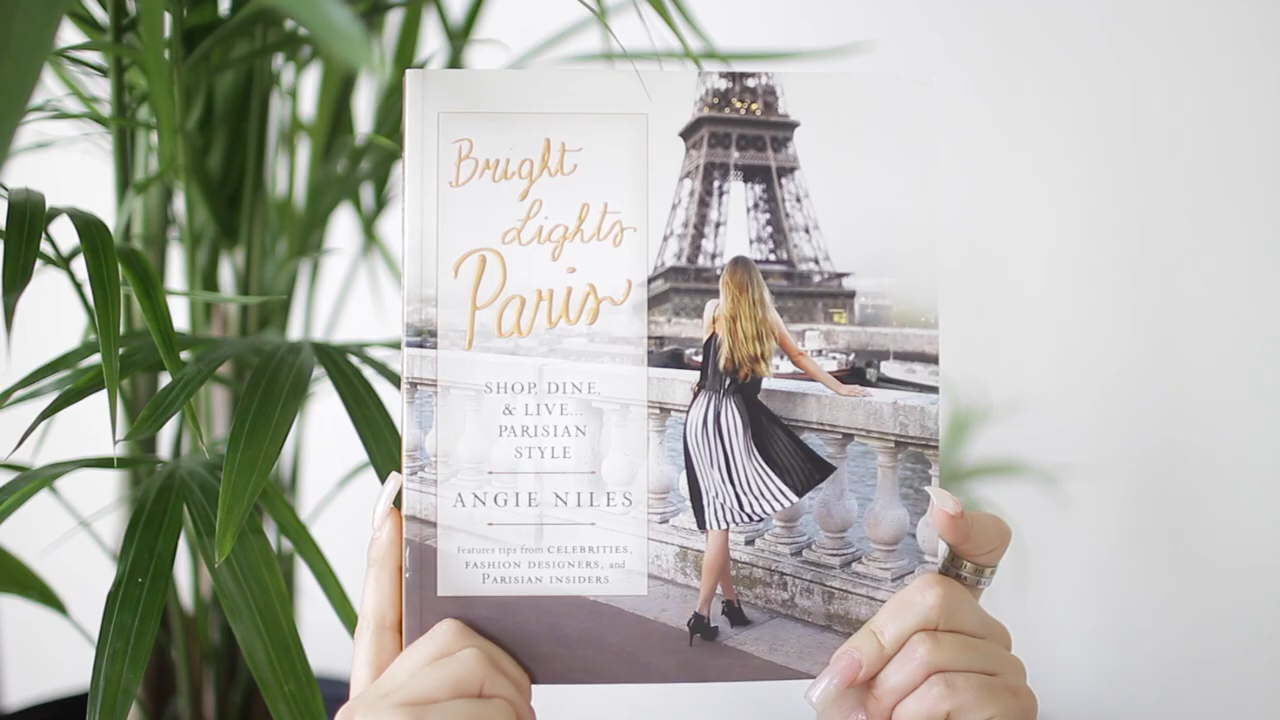 Bright
Lights
Paris
SHOP, DINE,
& LIVE...
PARISIAN
STYLE
ANGIE NILES
Features tips from CELEBRITIES,
FASHION DESIGNERS, and
PARISIAN INSIDERS